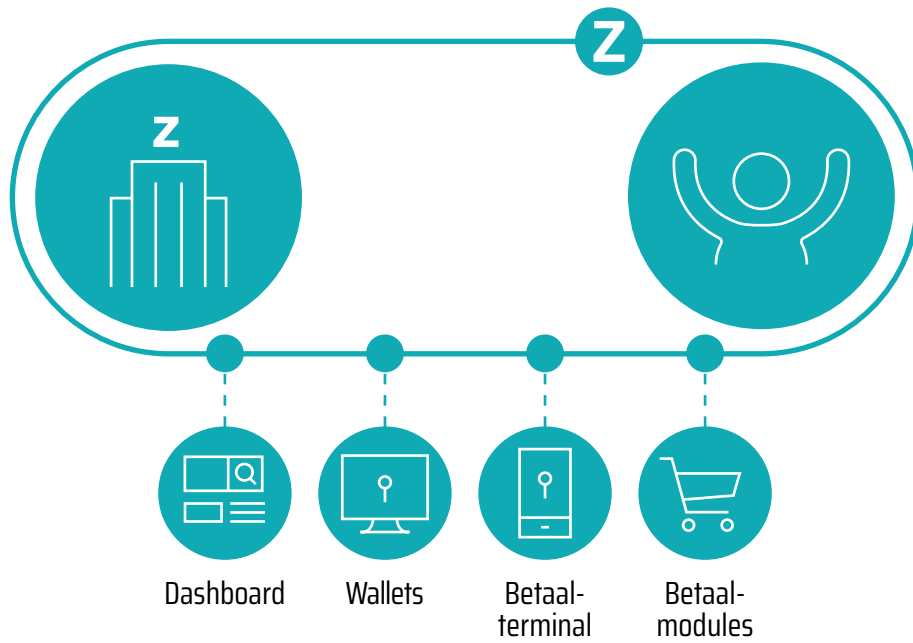 Z
Z
Dashboard
Wallets
Betaal-
terminal
Betaal-
modules